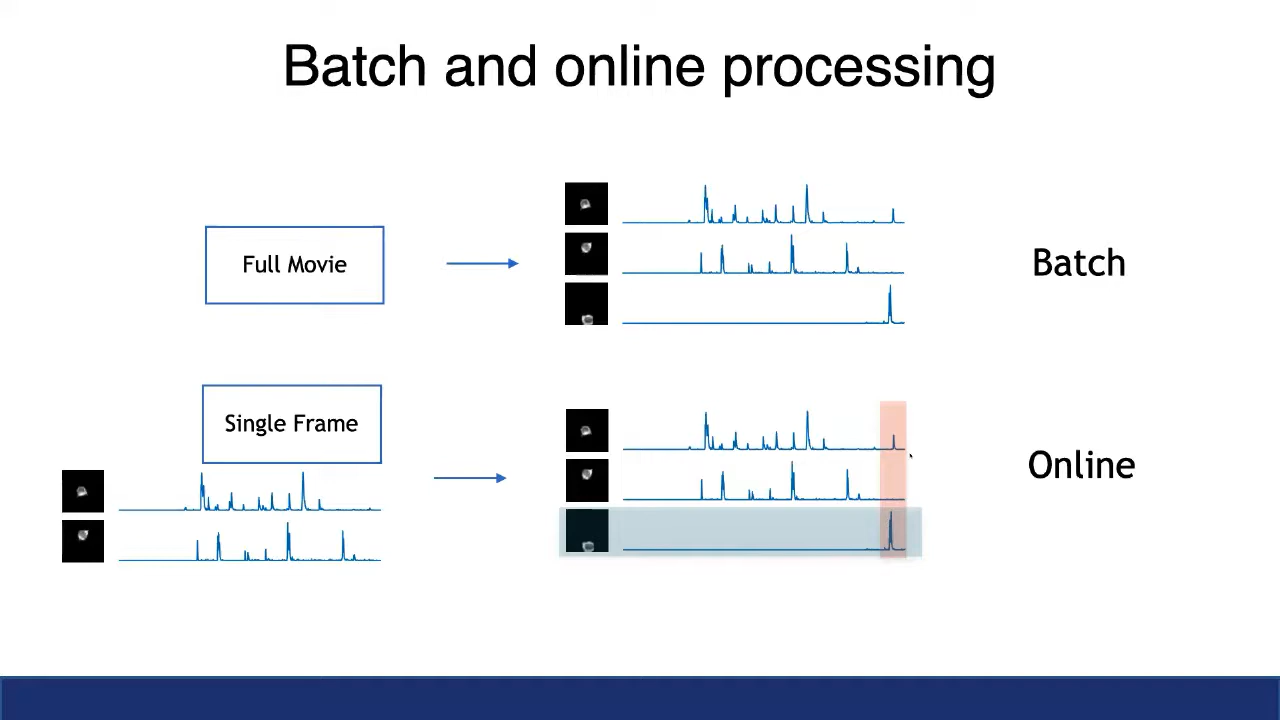 Batch and online processing
Full Movie
Batch
Single Frame
Online